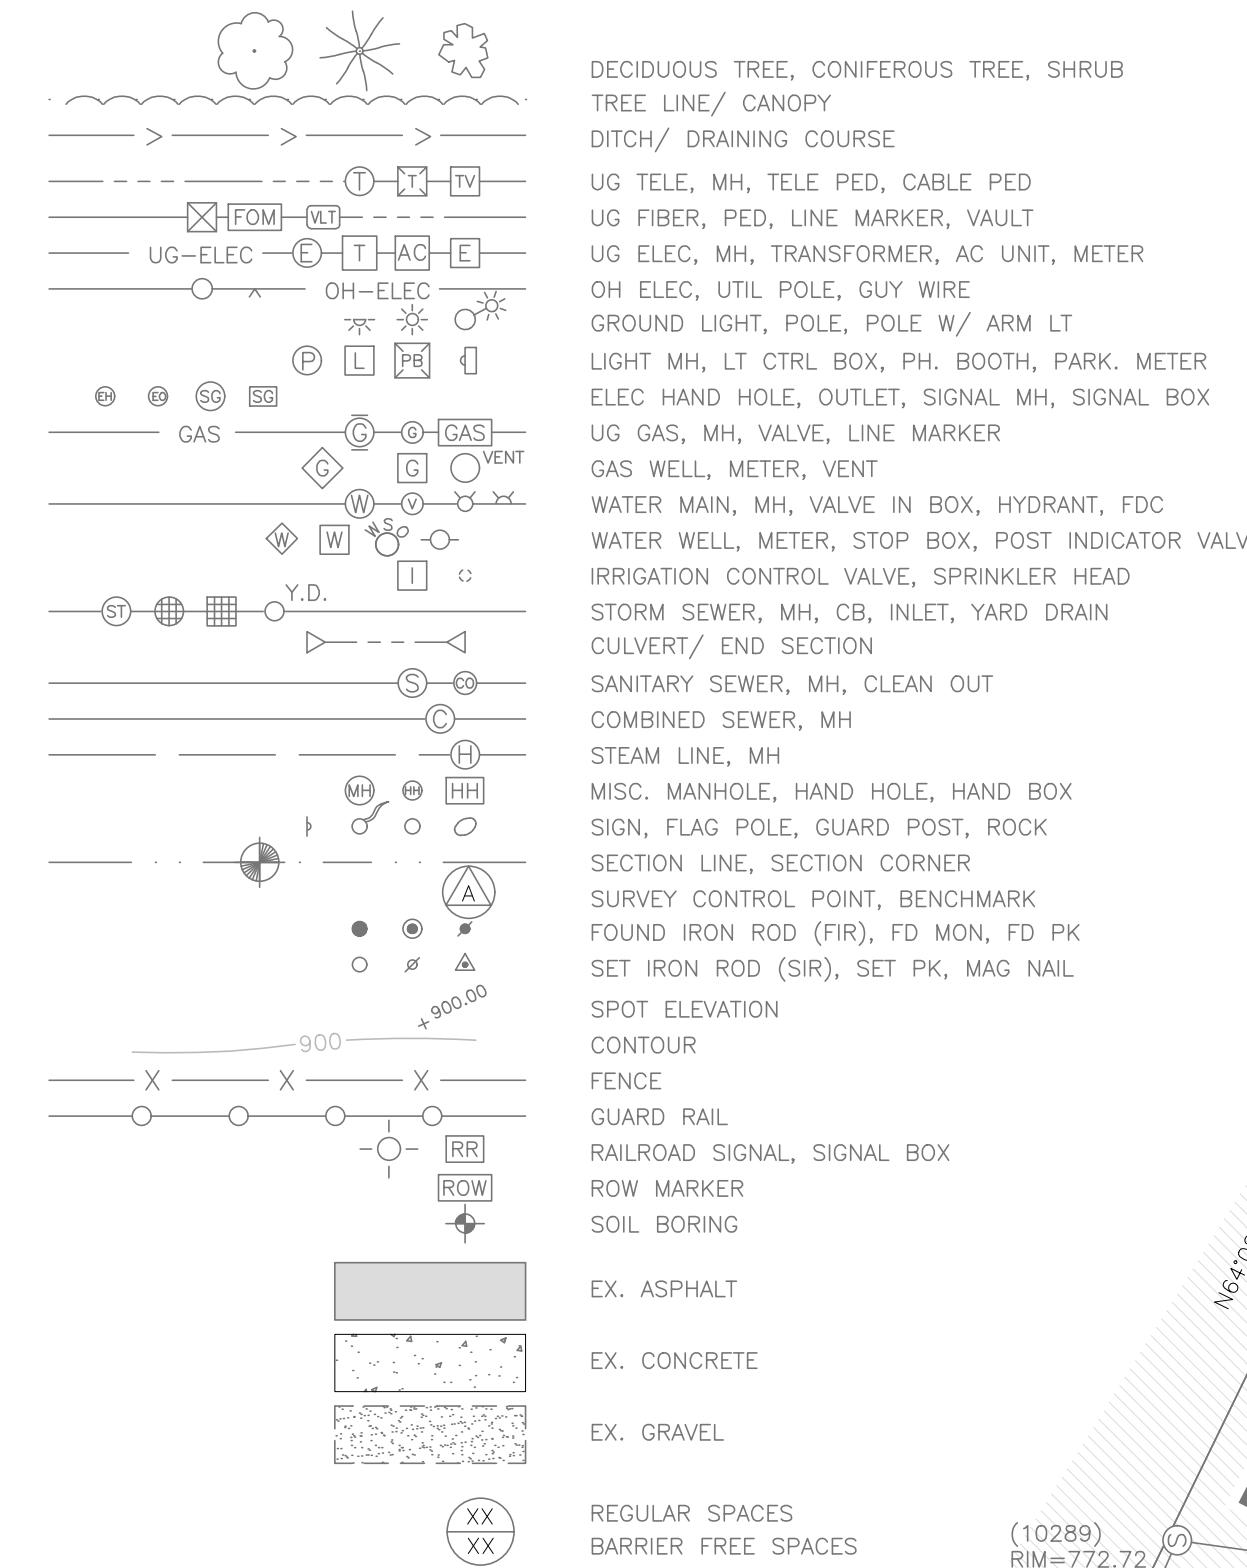 DECIDUOUS TREE, CONIFEROUS TREE, SHRUB
TREE LINE/ CANOPY
DITCH/ DRAINING COURSE
T T TV UG TELE, MH, TELE PED, CABLE PED
FOM VLT UG FIBER, PED, LINE MARKER, VAULT
UG-ELEC E T AC E UG ELEC, MH, TRANSFORMER, AC UNIT, METER
OH-ELEC OH ELEC, UTIL POLE, GUY WIRE
GROUND LIGHT, POLE, POLE W/ ARM LT
P L PB LIGHT MH, LT CTRL BOX, PH. BOOTH, PARK. METER
EH EO SG SG ELEC HAND HOLE, OUTLET, SIGNAL MH, SIGNAL BOX
GAS G G GAS UG GAS, MH, VALVE, LINE MARKER
G G VENT GAS WELL, METER, VENT
W V WATER MAIN, MH, VALVE IN BOX, HYDRANT, FDC
W W WSO WATER WELL, METER, STOP BOX, POST INDICATOR VALV
I IRRIGATION CONTROL VALVE, SPRINKLER HEAD
ST Y.D. STORM SEWER, MH, CB, INLET, YARD DRAIN
CULVERT/ END SECTION
S CO SANITARY SEWER, MH, CLEAN OUT
C COMBINED SEWER, MH
H STEAM LINE, MH
MH HH HH MISC. MANHOLE, HAND HOLE, HAND BOX
SIGN, FLAG POLE, GUARD POST, ROCK
SECTION LINE, SECTION CORNER
A SURVEY CONTROL POINT, BENCHMARK
FOUND IRON ROD (FIR), FD MON, FD PK
SET IRON ROD (SIR), SET PK, MAG NAIL
+900.00 SPOT ELEVATION
900 CONTOUR
X X X FENCE
GUARD RAIL
RR RAILROAD SIGNAL, SIGNAL BOX
ROW ROW MARKER
SOIL BORING
EX. ASPHALT
EX. CONCRETE
EX. GRAVEL
XX REGULAR SPACES
XX BARRIER FREE SPACES
N64°0
(10289)
RIM=772.72
S